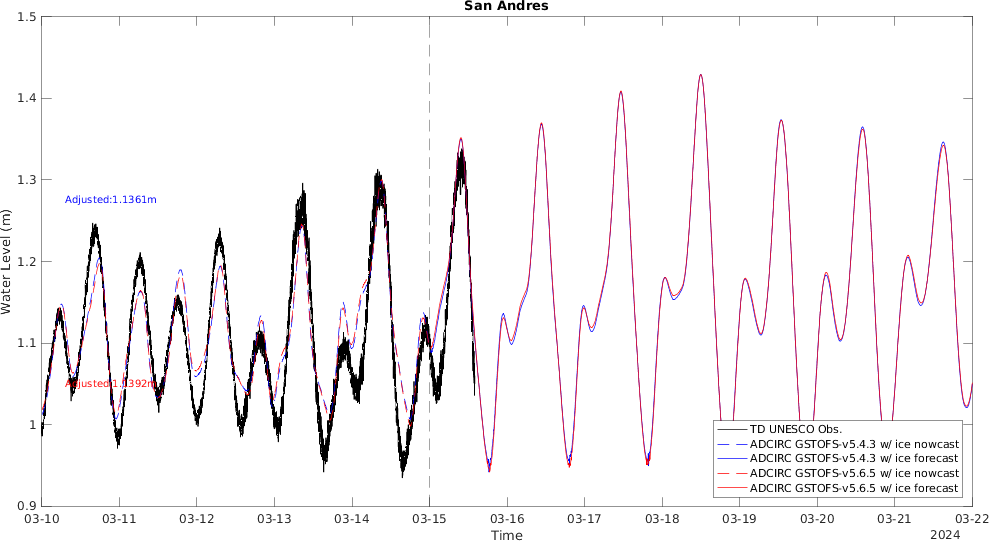 San Andres
1.5
1.4
1.3
1.2
1.1
1
0.9
Water Level (m)
Adjusted:1.1361m
Adjusted:1.1392m
TD UNESCO Obs.
ADCIRC GSTOFS-v5.4.3 w/ ice nowcast
ADCIRC GSTOFS-v5.4.3 w/ ice forecast
ADCIRC GSTOFS-v5.6.5 w/ ice nowcast
ADCIRC GSTOFS-v5.6.5 w/ ice forecast
03-10 03-11 03-12 03-13 03-14 03-15 03-16 03-17 03-18 03-19 03-20 03-21 03-22
Time
2024